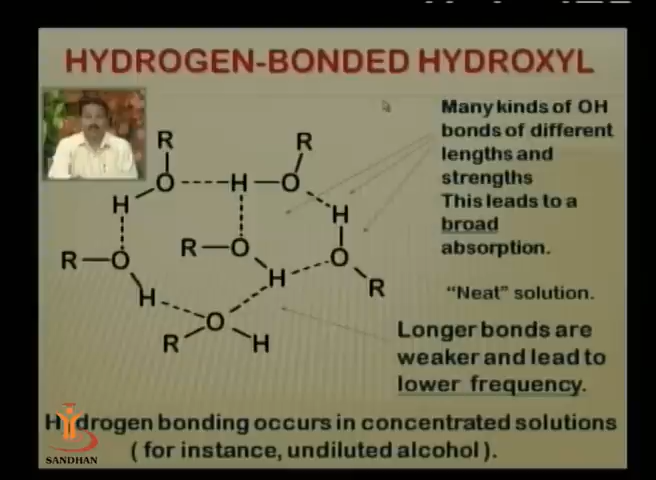 HYDROGEN-BONDED HYDROXYL
Many kinds of OH
bonds of different
lengths and
strengths
This leads to a
broad
absorption.
R R
O H O
H H
R O R O O
H H R
O
R H
"Neat" solution.
Longer bonds are
weaker and lead to
lower frequency.
Hydrogen bonding occurs in concentrated solutions
( for instance, undiluted alcohol ).
SANDHAN